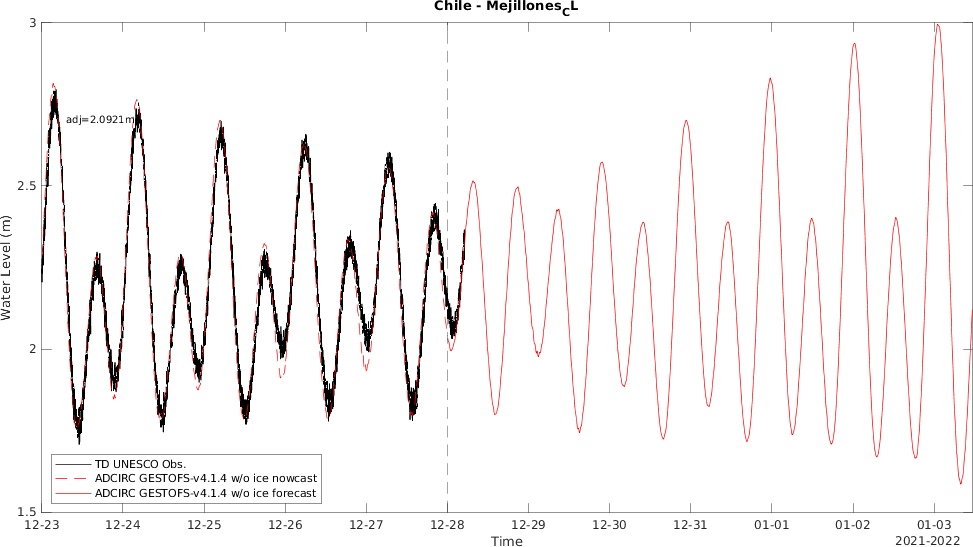 Chile - Mejillones_CL
3
adj=2.0921m
2.5
Water Level (m)
2
TD UNESCO Obs.
ADCIRC GESTOFS-v4.1.4 w/o ice nowcast
ADCIRC GESTOFS-v4.1.4 w/o ice forecast
1.5
12-23 12-24 12-25 12-26 12-27 12-28 12-29 12-30 12-31 01-01 01-02 01-03
Time
2021-2022